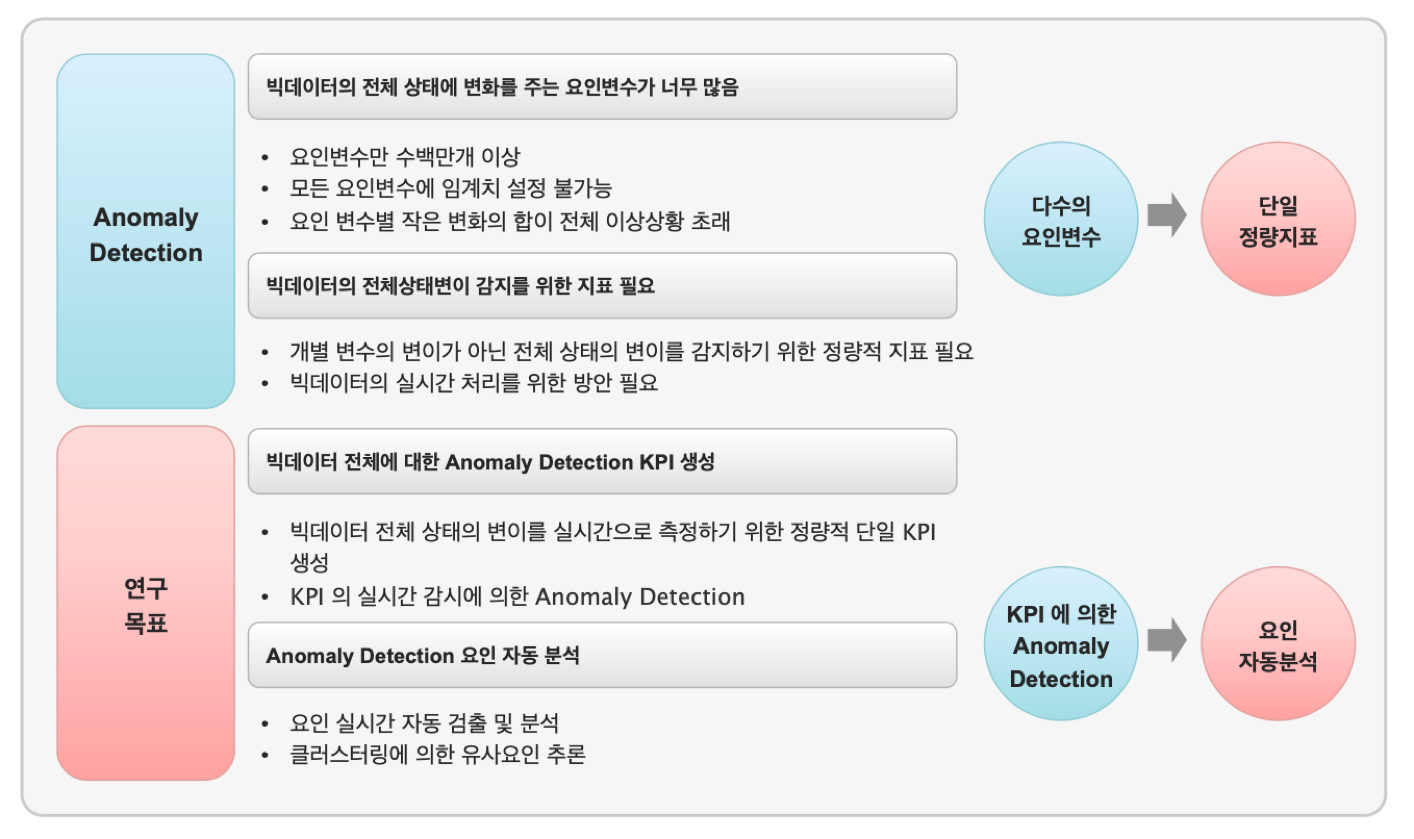 Anomaly
Detection
빅데이터의 전체 상태에 변화를 주는 요인변수가 너무 많음
• 요인변수만 수백만개 이상
• 모든 요인변수에 임계치 설정 불가능
• 요인 변수별 작은 변화의 합이 전체 이상상황 초래
빅데이터의 전체상태변이 감지를 위한 지표 필요
• 개별 변수의 변이가 아닌 전체 상태의 변이를 감지하기 위한 정량적 지표 필요
• 빅데이터의 실시간 처리를 위한 방안 필요
다수의
요인변수
단일
정량지표
연구
목표
빅데이터 전체에 대한 Anomaly Detection KPI 생성
• 빅데이터 전체 상태의 변이를 실시간으로 측정하기 위한 정량적 단일 KPI
생성
• KPI 의 실시간 감시에 의한 Anomaly Detection
Anomaly Detection 요인 자동 분석
• 요인 실시간 자동 검출 및 분석
• 클러스터링에 의한 유사요인 추론
KPI 에 의한
Anomaly
Detection
요인
자동분석